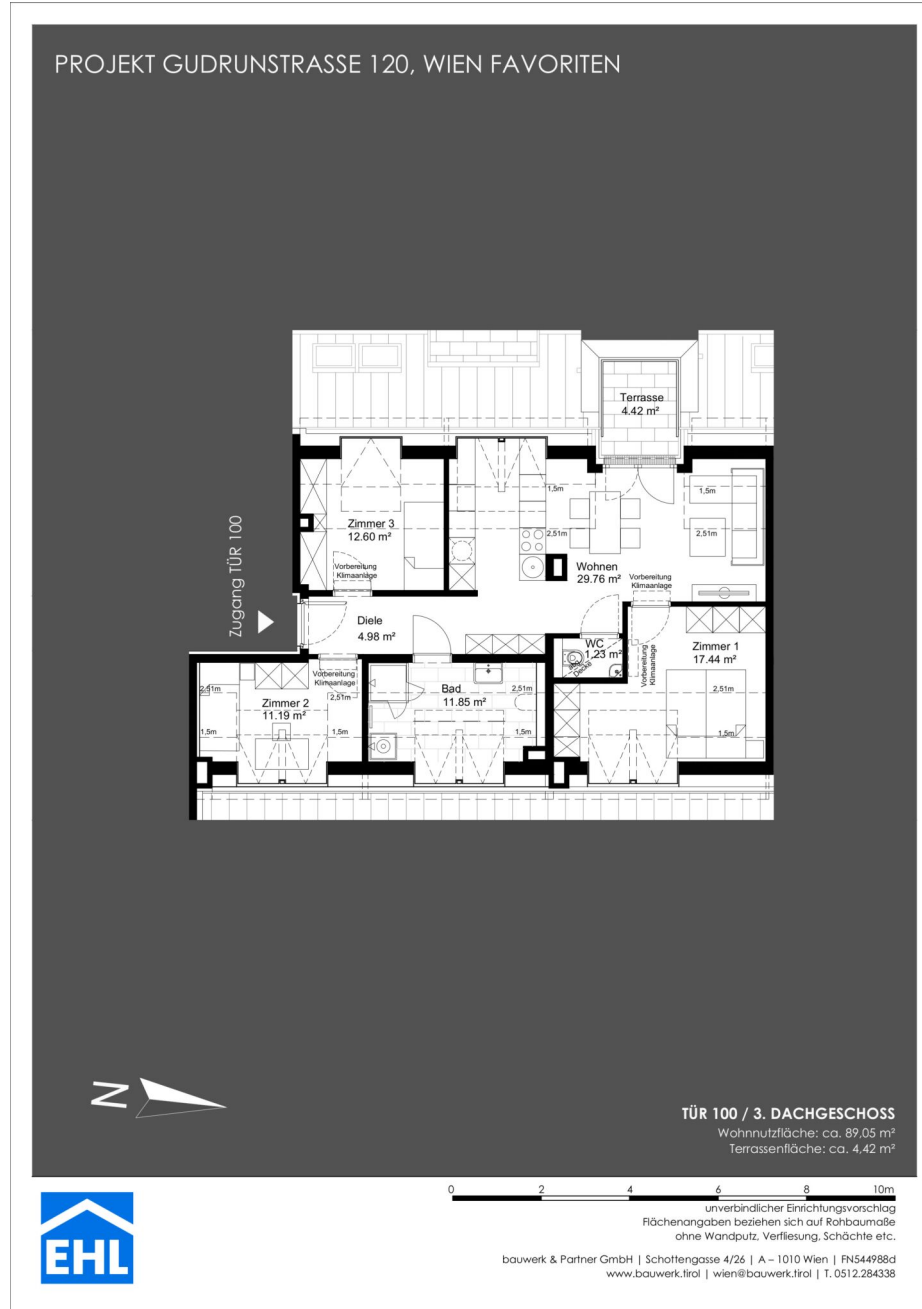 PROJEKT GUDRUNSTRASSE 120, WIEN FAVORITEN
Terrasse
4.42 m²
1,5m
1,5m
Zugang TÜR 100
Zimmer 3
12.60 m²
2,51m
2,51m
Wohnen
29.76 m²
Vorbereitung
Klimaanlage
Vorbereitung
Klimaanlage
Diele
4.98 m²
WC
1.23 m²
Decke
Zimmer 1
17.44 m²
Vorbereitung
Klimaanlage
Vorbereitung
Klimaanlage
2,51m
Zimmer 2
11.19 m²
2,51m
Bad
11.85 m²
2,51m
2,51m
1,5m
1,5m
1,5m
1,5m
N
TÜR 100 / 3. DACHGESCHOSS
Wohnnutzfläche: ca. 89,05 m²
Terrassenfläche: ca. 4,42 m²
0 2 4 6 8 10m
unverbindlicher Einrichtungsvorschlag
Flächenangaben beziehen sich auf Rohbaumaße
ohne Wandputz, Verfliesung, Schächte etc.
EHL
bauwerk & Partner GmbH | Schottengasse 4/26 | A – 1010 Wien | FN544988d
www.bauwerk.tirol | wien@bauwerk.tirol | T. 0512.284338